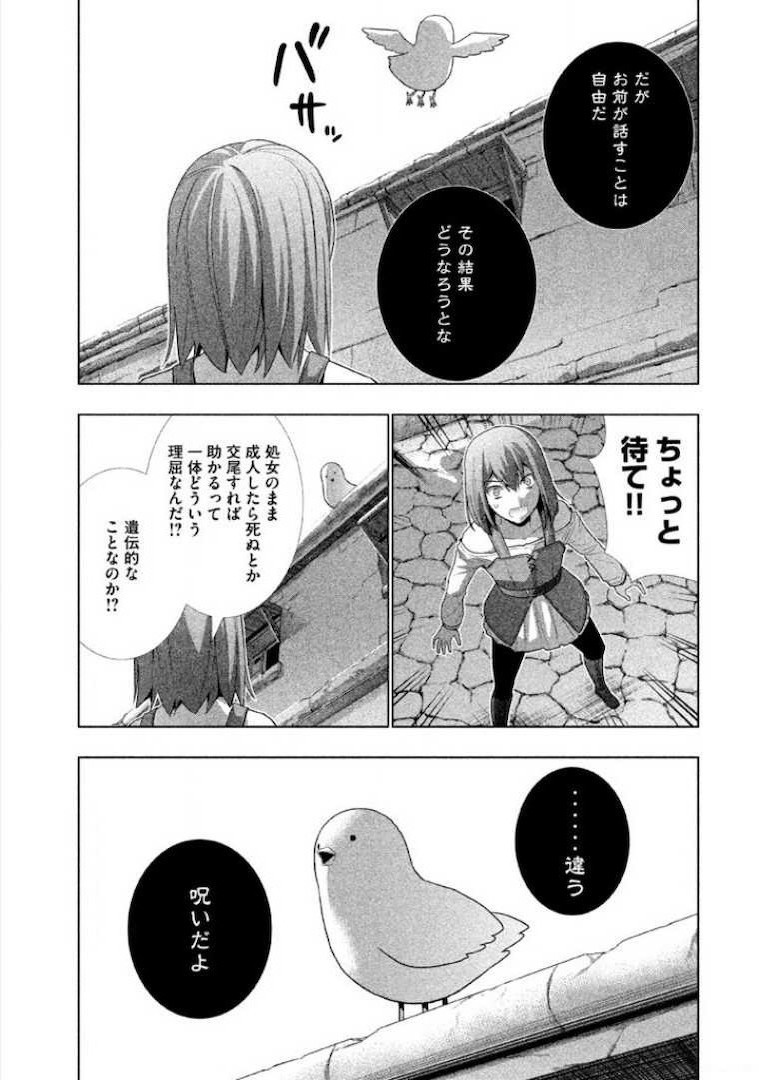 だが
お前が話すことは
自由だ
その結果
どうなろうとな
バサッ
ちょっと
待て!!
処女のまま
成人したら死ぬとか
交尾すれば
助かるって
一体どういう
理屈なんだ!?
遺伝的な
ことなのか!?
・・・・・・違う
呪いだよ